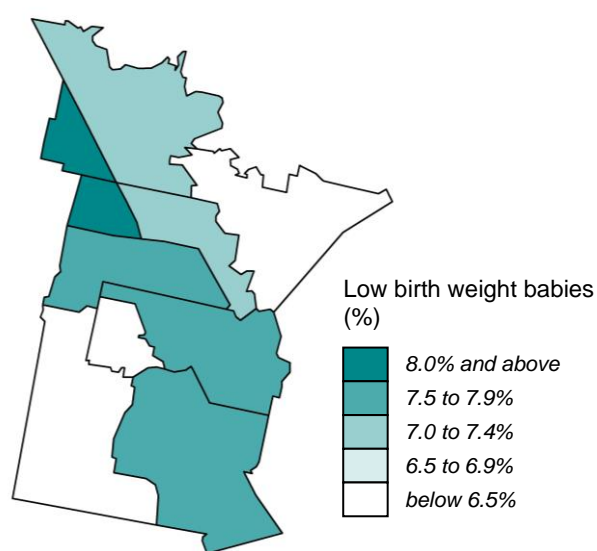 Low birth weight babies
(%)
8.0% and above
7.5 to 7.9%
7.0 to 7.4%
6.5 to 6.9%
below 6.5%